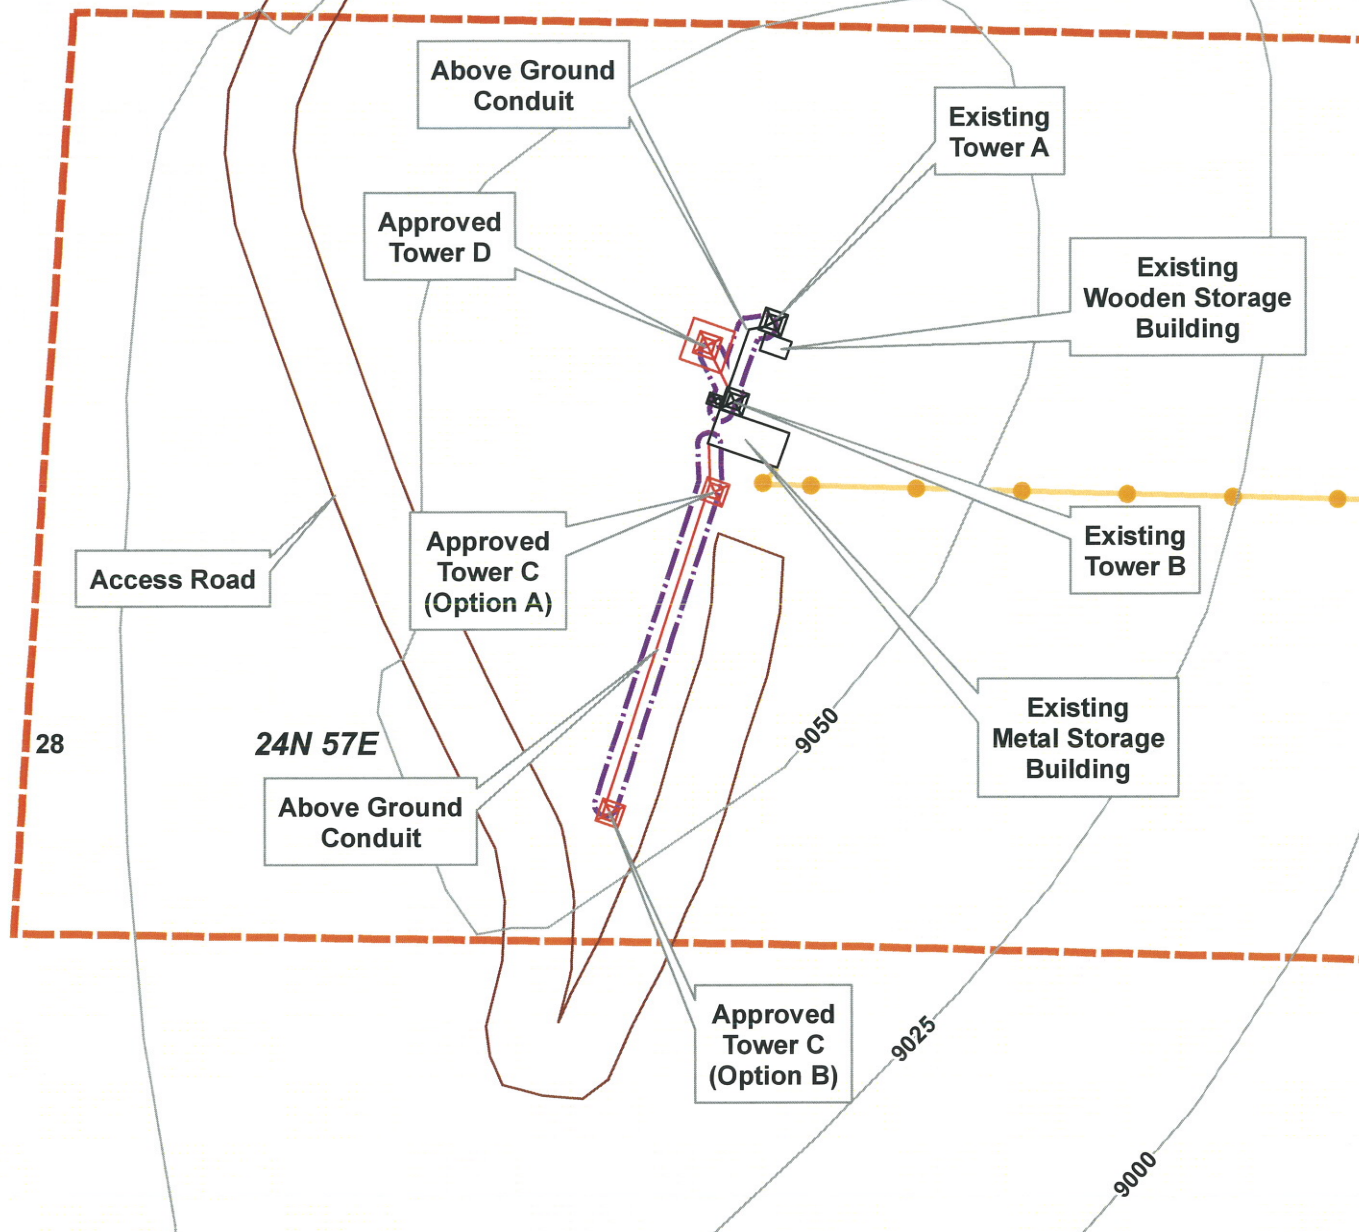 Above Ground
Conduit
Existing
Tower A
Approved
Tower D
Existing
Wooden Storage
Building
Access Road
Approved
Tower C
(Option A)
Existing
Tower B
28
24N 57E
9050
Existing
Metal Storage
Building
Above Ground
Conduit
Approved
Tower C
(Option B)
9025
9000